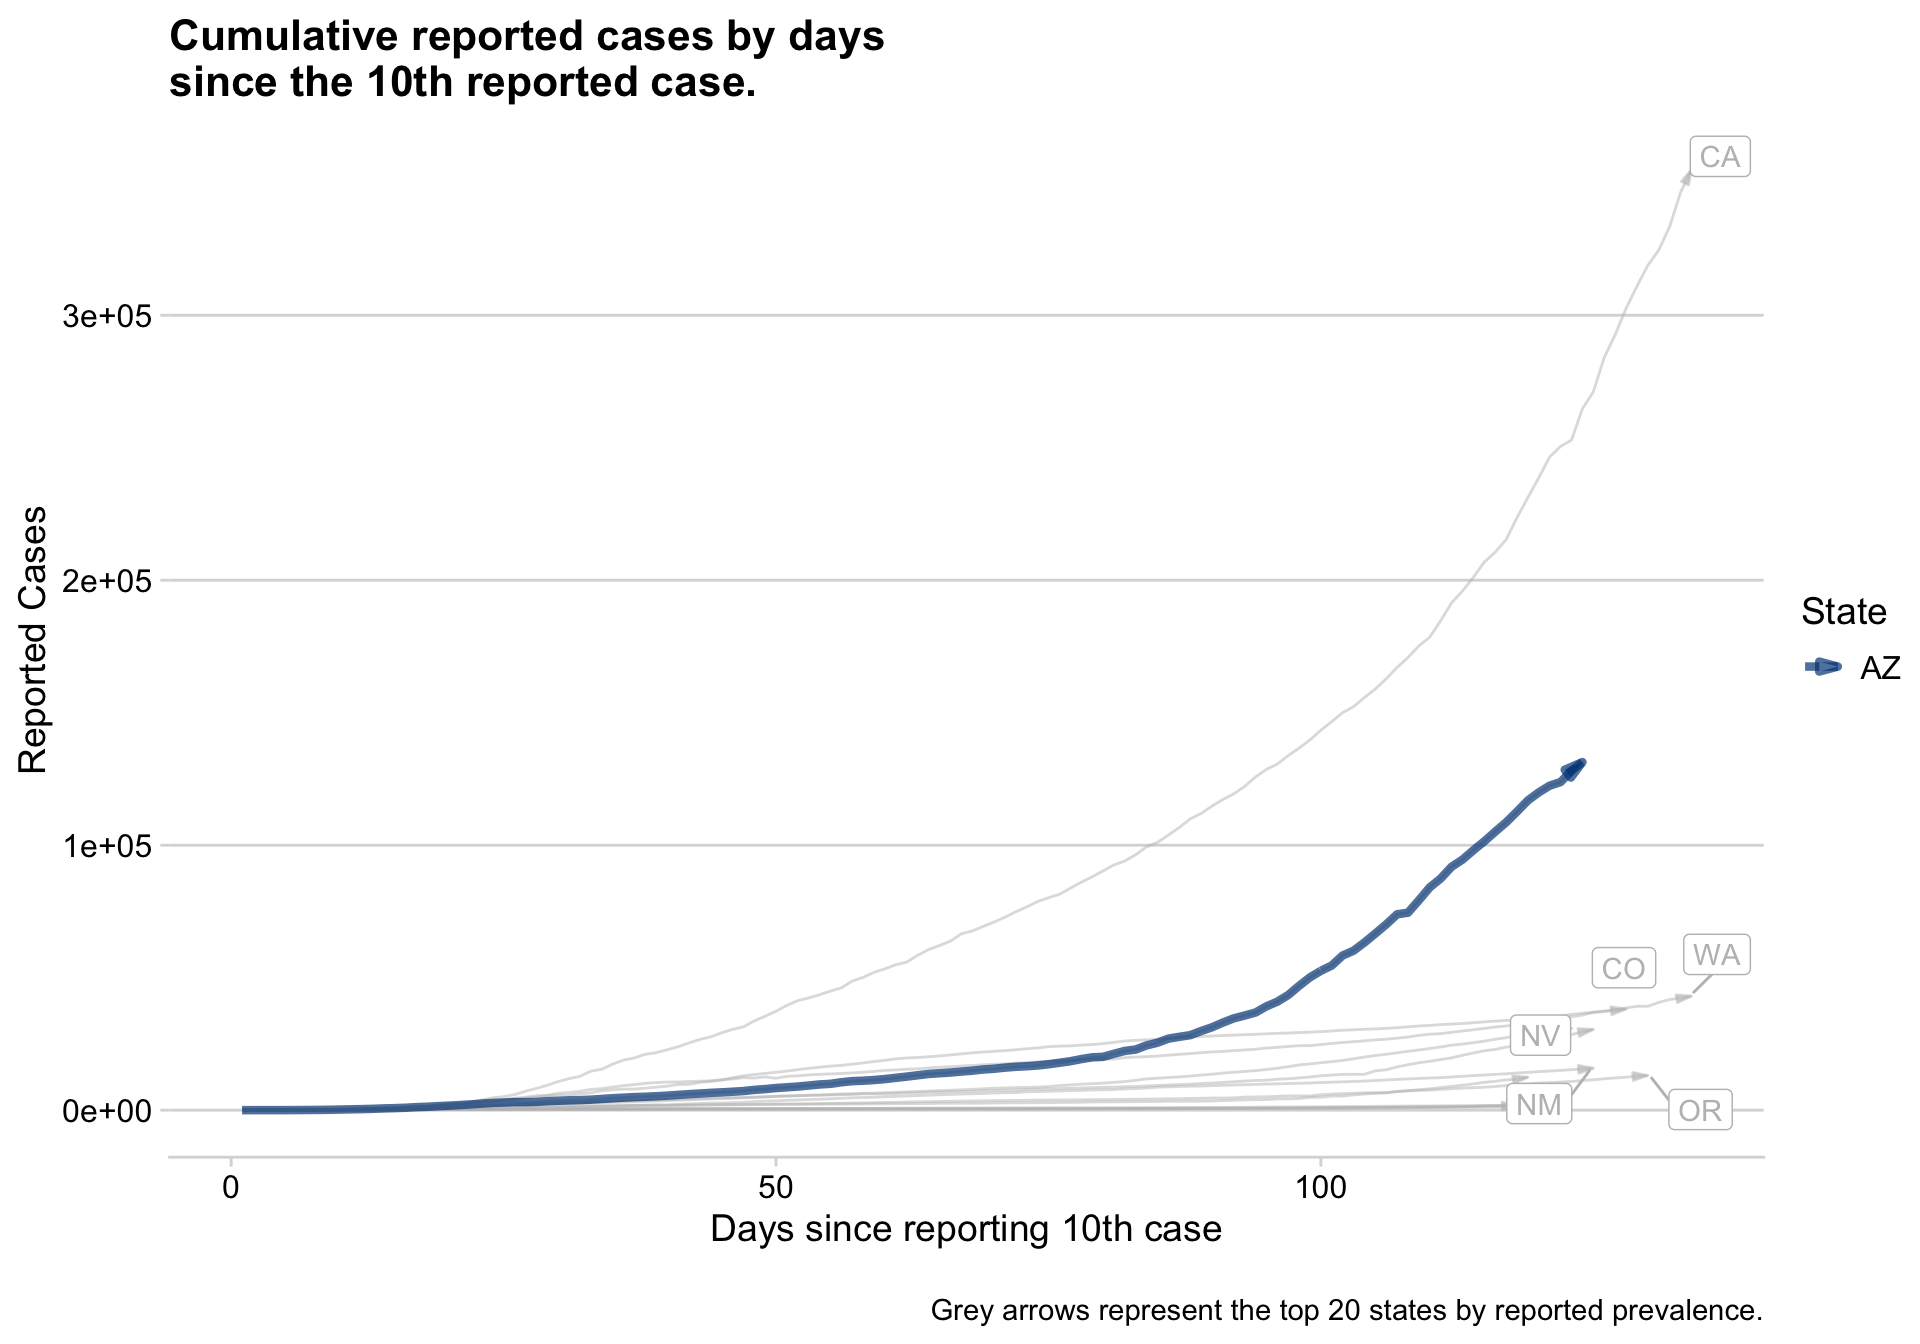 Cumulative reported cases by days
since the 10th reported case.
CA
3e+05
2e+05
1e+05
0e+00
Reported Cases
State
AZ
WA
CO
NV
NM
OR
0
50
100
Days since reporting 10th case
Grey arrows represent the top 20 states by reported prevalence.